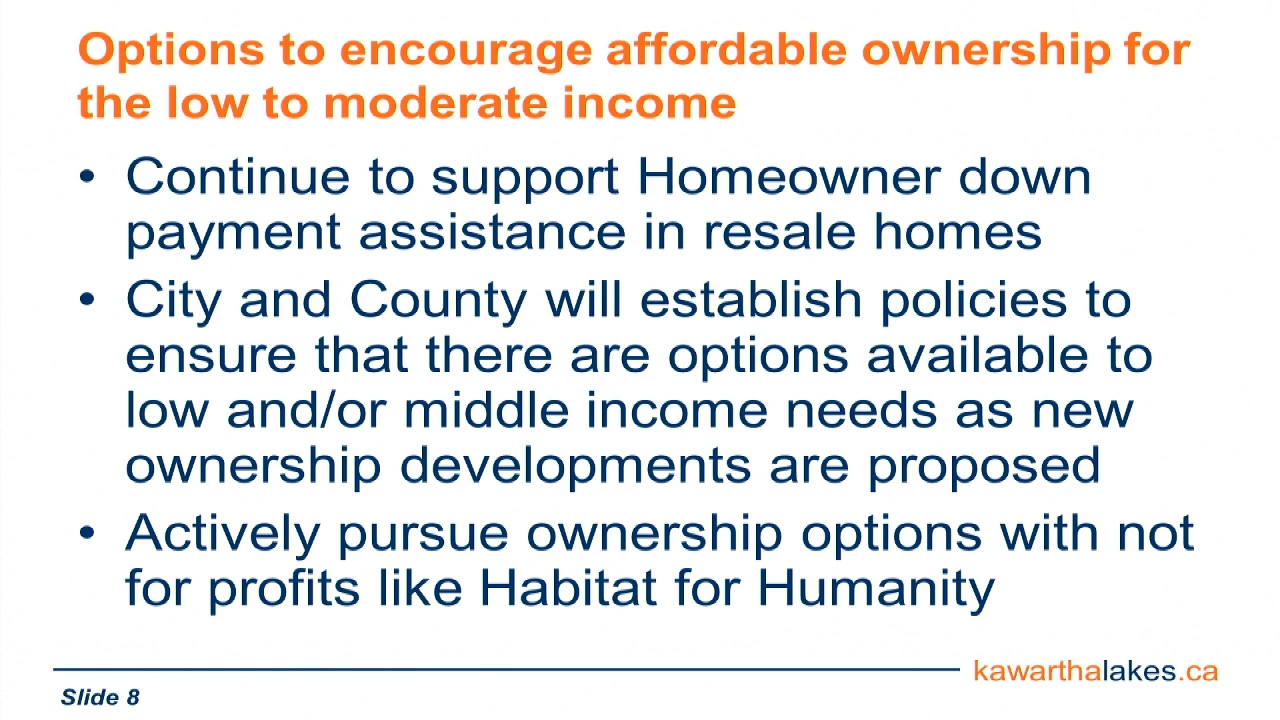 Options to encourage affordable ownership for
the low to moderate income
• Continue to support Homeowner down
payment assistance in resale homes
• City and County will establish policies to
ensure that there are options available to
low and/or middle income needs as new
ownership developments are proposed
• Actively pursue ownership options with not
for profits like Habitat for Humanity
kawarthalakes.ca
Slide 8